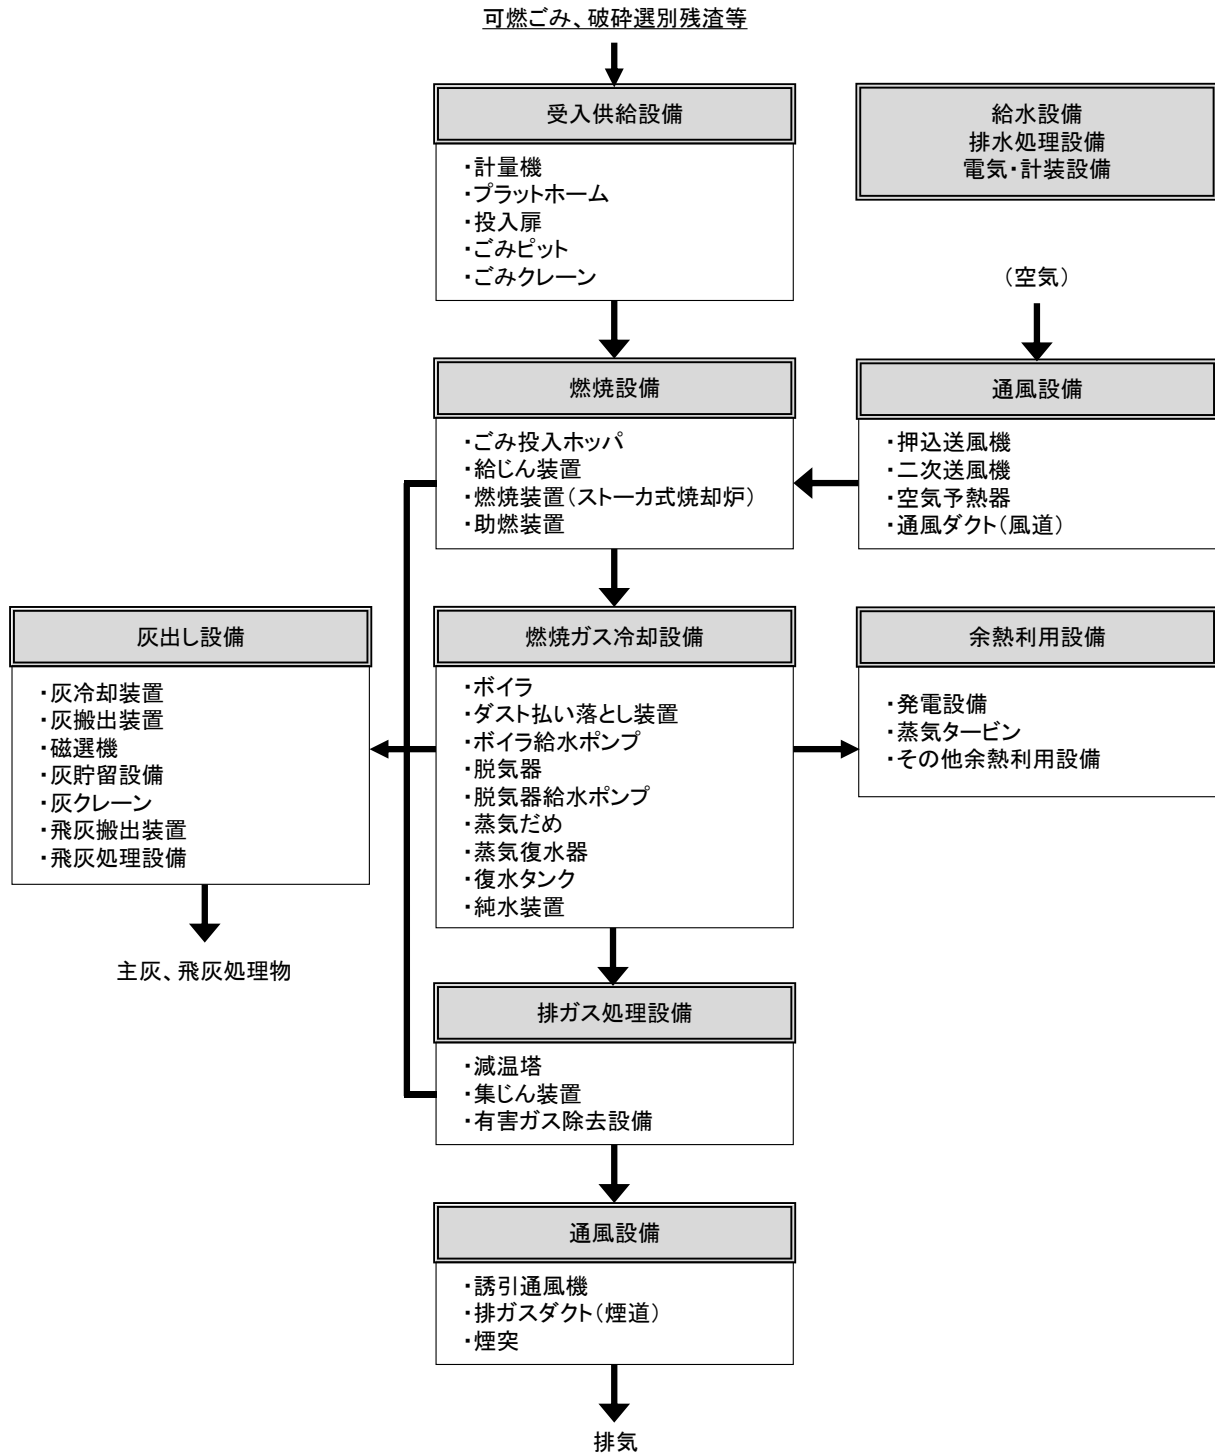 可燃ごみ、破砕選別残渣等
受入供給設備
・計量機
・プラットホーム
・投入扉
・ごみピット
・ごみクレーン
給水設備
排水処理設備
電気・計装設備
（空気）
燃焼設備
・ごみ投入ホッパ
・給じん装置
・燃焼装置（ストーカ式焼却炉）
・助燃装置
通風設備
・押込送風機
・二次送風機
・空気予熱器
・通風ダクト（風道）
灰出し設備
・灰冷却装置
・灰搬出装置
・磁選機
・灰貯留設備
・灰クレーン
・飛灰搬出装置
・飛灰処理設備
主灰、飛灰処理物
燃焼ガス冷却設備
・ボイラ
・ダスト払い落とし装置
・ボイラ給水ポンプ
・脱気器
・脱気器給水ポンプ
・蒸気だめ
・蒸気復水器
・復水タンク
・純水装置
余熱利用設備
・発電設備
・蒸気タービン
・その他余熱利用設備
排ガス処理設備
・減温塔
・集じん装置
・有害ガス除去設備
通風設備
・誘引通風機
・排ガスダクト（煙道）
・煙突
排気